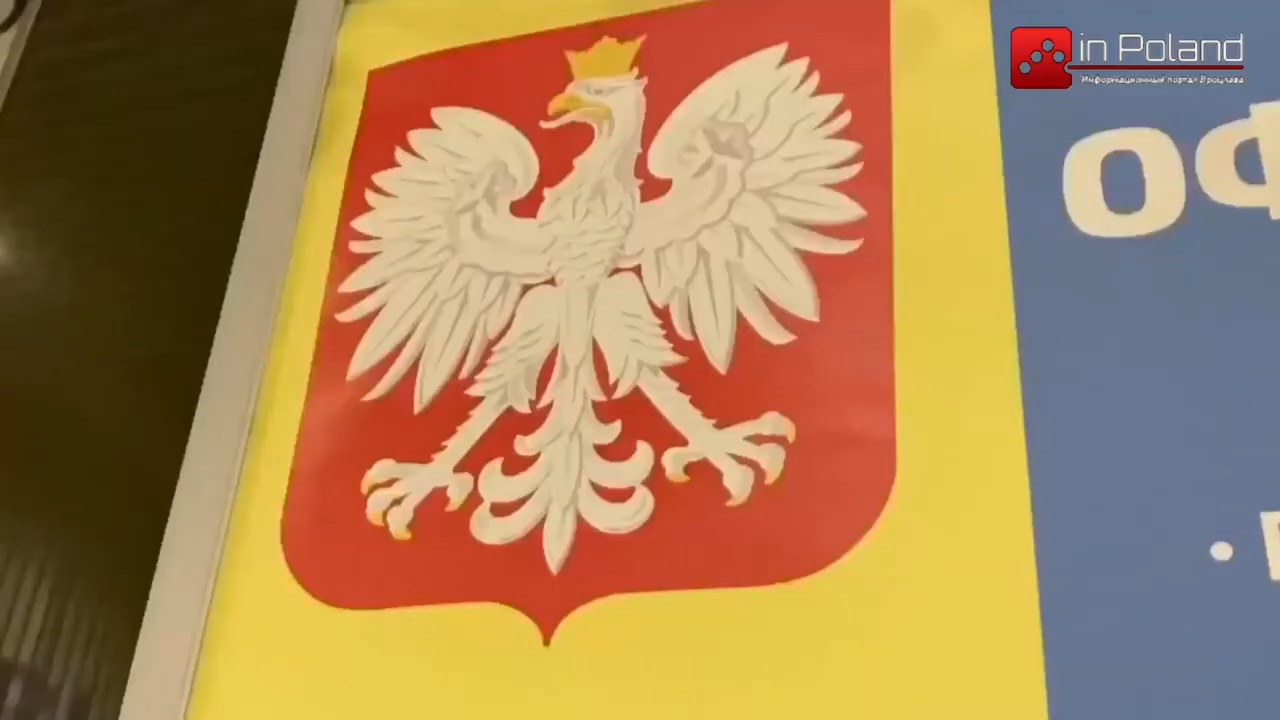 in Poland
Информационный портал Вроцлава
ОФ
•